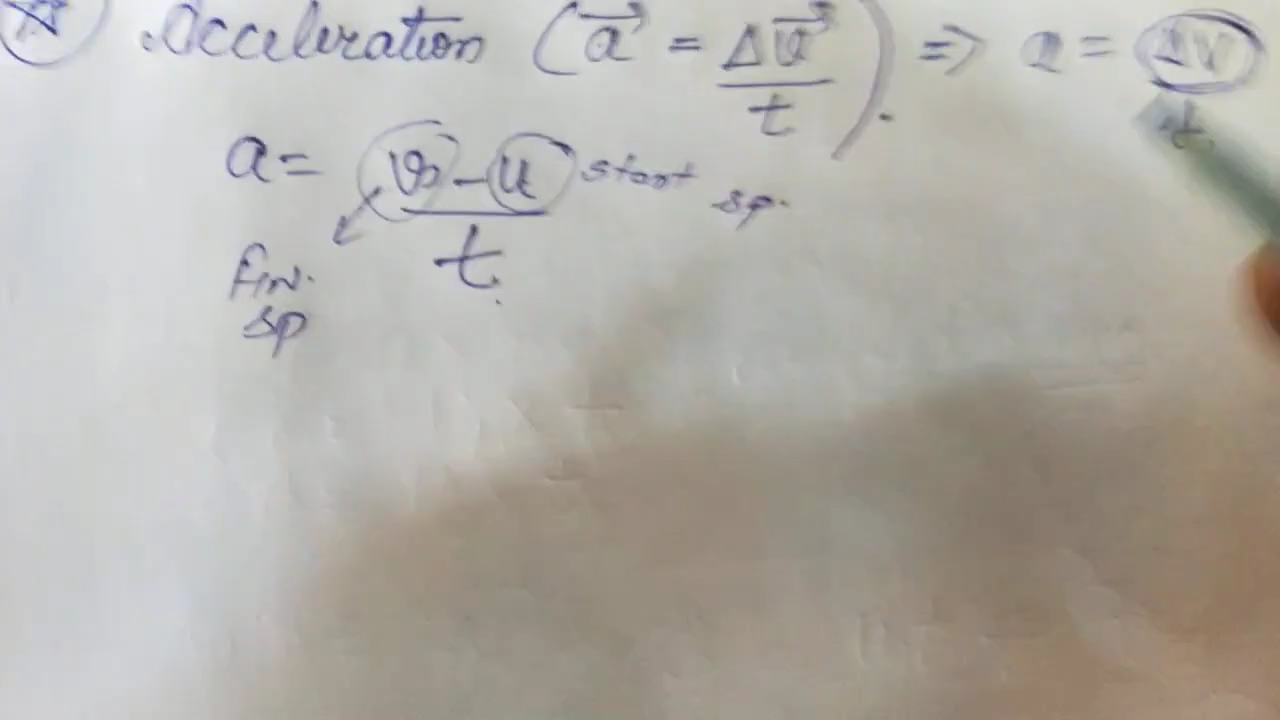 Acceleration (a⃗ = Δv⃗ / t). ⇒ a = ΔV / t
a = v - u / t start sp.
Fin.
sp